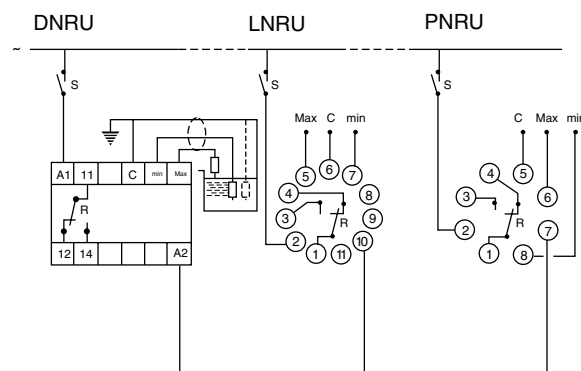 DNRU LNRU PNRU
~
S S S
Max C min
C Max min
A1 11 C min Max
R
12 14 A2
5 6 7
4 8
3 9
R
2 10
1 11
4 5
3 6
R
2 7
1 8